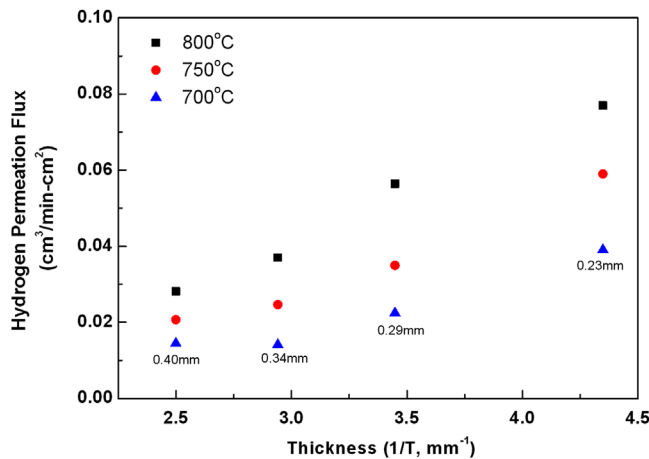 0.10
0.08
0.06
0.04
0.02
0.00
Hydrogen Permeation Flux
(cm³/min-cm²)
800°C
750°C
700°C
0.40mm
0.34mm
0.29mm
0.23mm
2.5
3.0
3.5
4.0
4.5
Thickness (1/T, mm⁻¹)